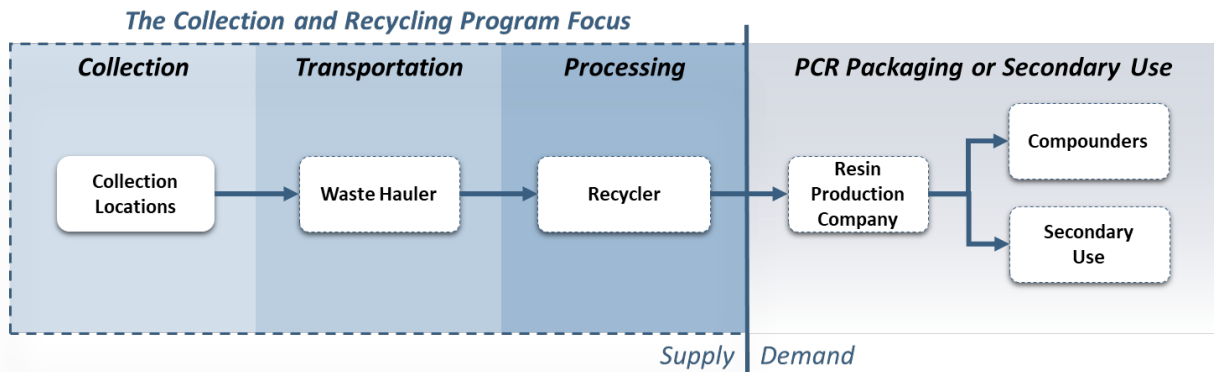 The Collection and Recycling Program Focus
Collection
Transportation
Processing
PCR Packaging or Secondary Use
Collection
Locations
Waste Hauler
Recycler
Resin
Production
Company
Compounders
Secondary
Use
Supply
Demand